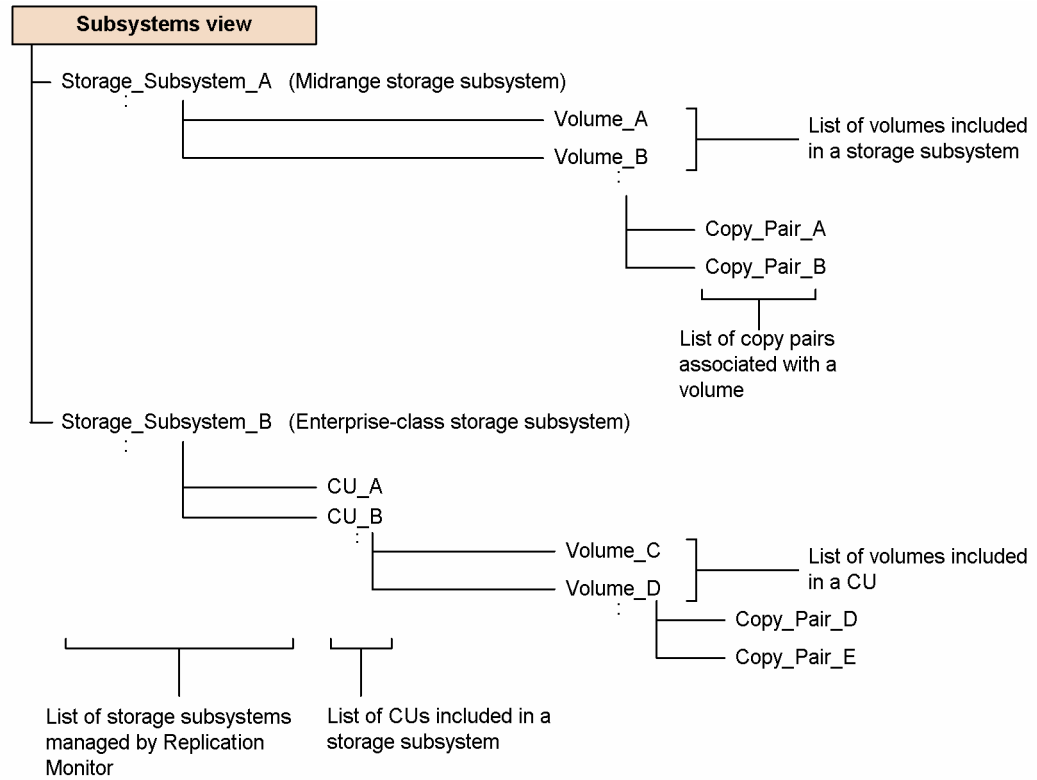 Subsystems view
Storage_Subsystem_A (Midrange storage subsystem)
:
Volume_A
Volume_B
:
List of volumes included
in a storage subsystem
Copy_Pair_A
Copy_Pair_B
List of copy pairs
associated with a
volume
Storage_Subsystem_B (Enterprise-class storage subsystem)
:
CU_A
CU_B
:
Volume_C
Volume_D
:
List of volumes included
in a CU
Copy_Pair_D
Copy_Pair_E
List of storage subsystems
managed by Replication
Monitor
List of CUs included in a
storage subsystem